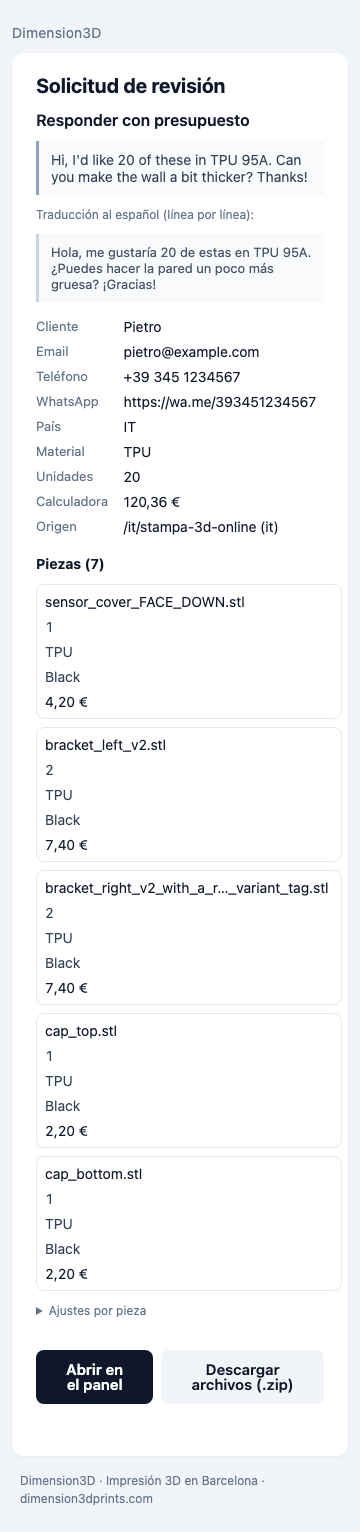 Dimension3D
Solicitud de revisión
Responder con presupuesto
Hi, I'd like 20 of these in TPU 95A. Can
you make the wall a bit thicker? Thanks!
Traducción al español (línea por línea):
Hola, me gustaría 20 de estas en TPU 95A.
¿Puedes hacer la pared un poco más
gruesa? ¡Gracias!
Cliente Pietro
Email pietro@example.com
Teléfono +39 345 1234567
WhatsApp https://wa.me/393451234567
País IT
Material TPU
Unidades 20
Calculadora 120,36 €
Origen /it/stampa-3d-online (it)
Piezas (7)
sensor_cover_FACE_DOWN.stl
1
TPU
Black
4,20 €
bracket_left_v2.stl
2
TPU
Black
7,40 €
bracket_right_v2_with_a_r…_variant_tag.stl
2
TPU
Black
7,40 €
cap_top.stl
1
TPU
Black
2,20 €
cap_bottom.stl
1
TPU
Black
2,20 €
Ajustes por pieza
Abrir en
el panel
Descargar
archivos (.zip)
Dimension3D · Impresión 3D en Barcelona ·
dimension3dprints.com